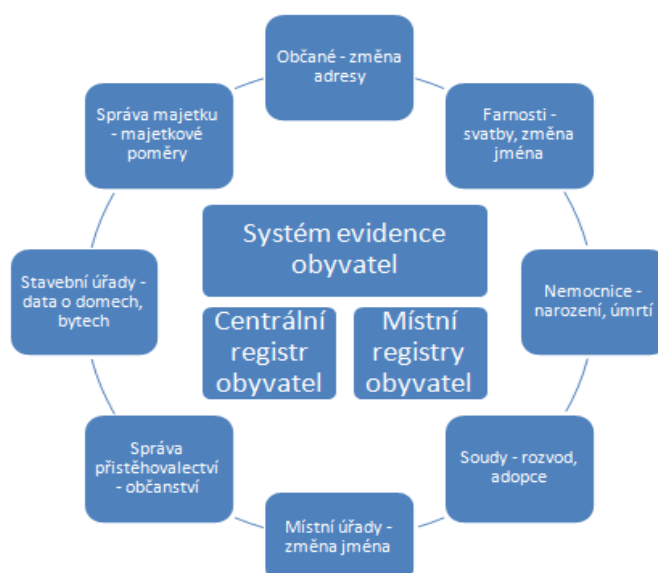 Občané - změna
adresy
Farnosti -
svatby, změna
jména
Nemocnice -
narození, úmrtí
Soudy - rozvod,
adopce
Místní úřady -
změna jména
Správa
přistěhovalectví
- občanství
Stavební úřady -
data o domech,
bytech
Správa majetku
- majetkové
poměry
Systém evidence
obyvatel
Centrální
registr
obyvatel
Místní
registry
obyvatel